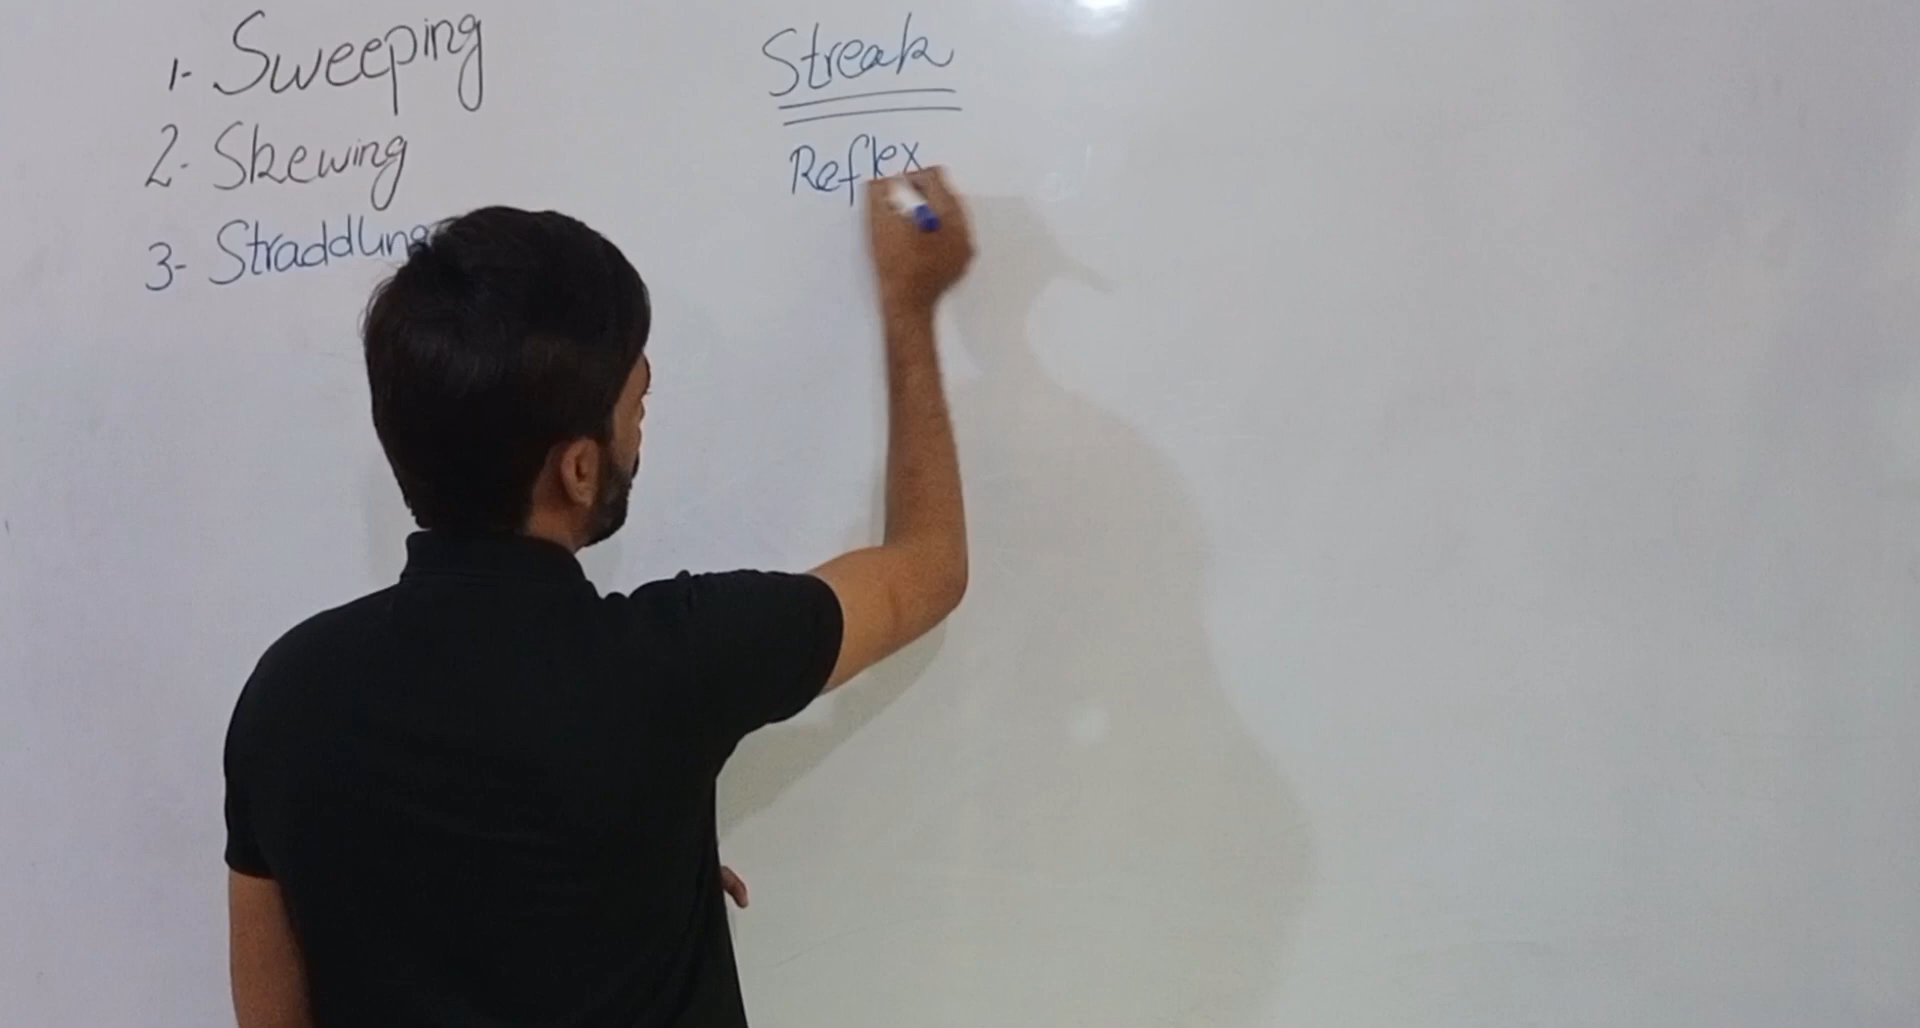 1- Sweeping
2- Skewing
3- Straddling
Streak
Reflex